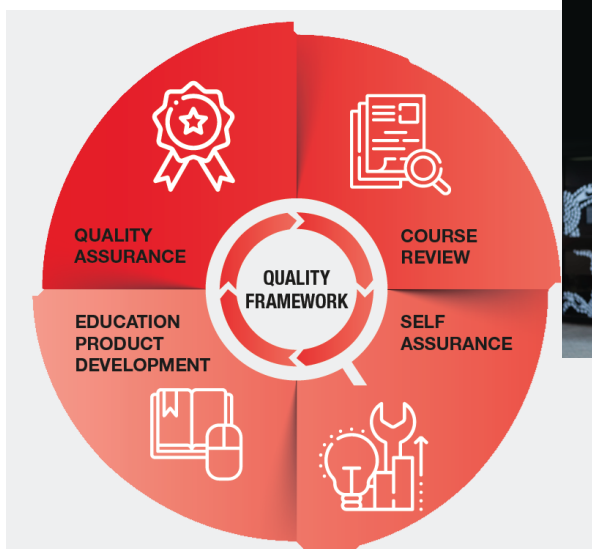 QUALITY
ASSURANCE
COURSE
REVIEW
QUALITY
FRAMEWORK
EDUCATION
PRODUCT
DEVELOPMENT
SELF
ASSURANCE